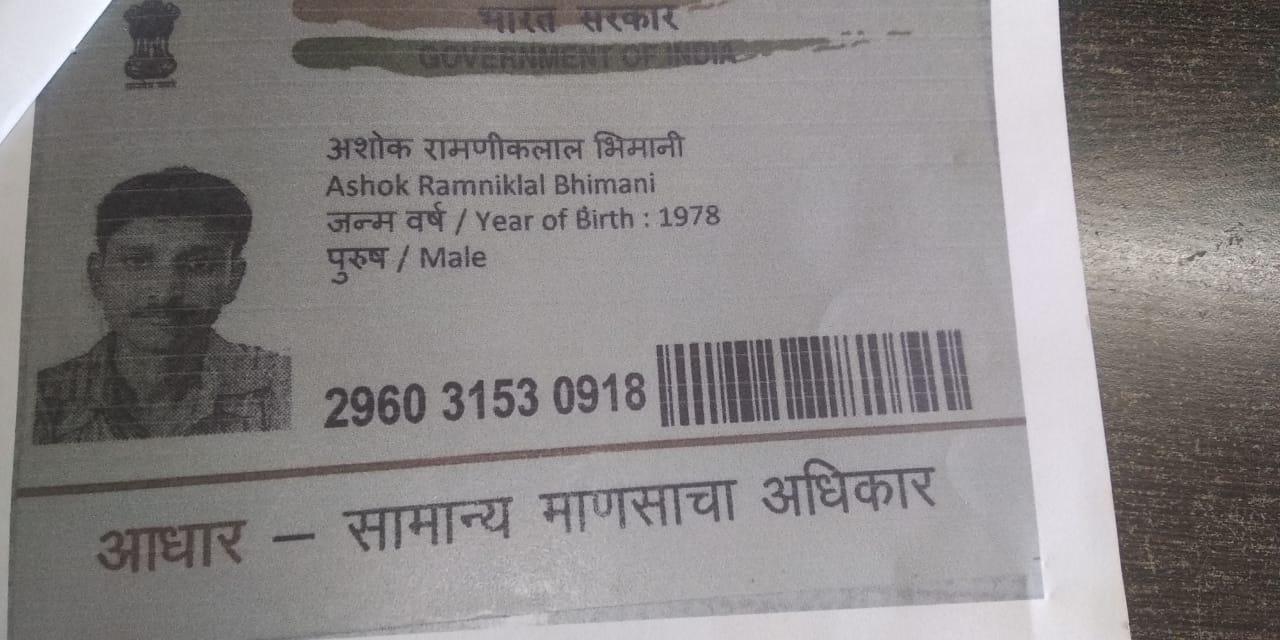 भारत सरकार
GOVERNMENT OF INDIA
अशोक रामणीकलाल भिमानी
Ashok Ramniklal Bhimani
जन्म वर्ष / Year of Birth : 1978
पुरुष / Male
2960 3153 0918
आधार – सामान्य माणसाचा अधिकार